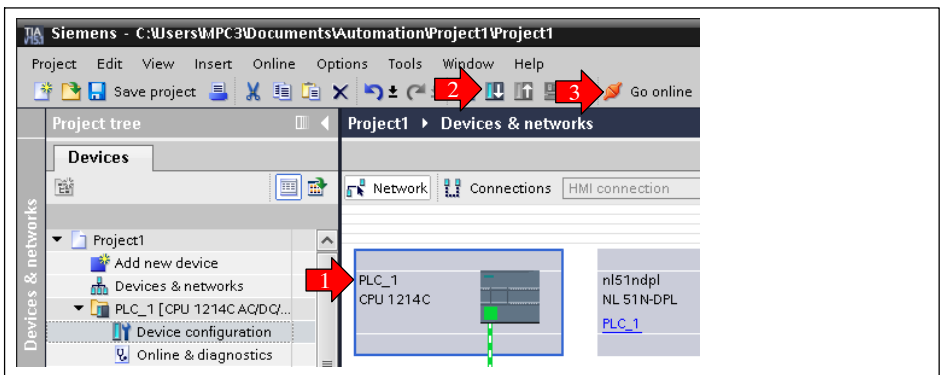 Siemens - C:\Users\MPC3\Documents\Automation\Project1\Project1
Project Edit View Insert Online Options Tools Window Help
Save project 2 3 Go online
Project tree
Project1 ▸ Devices & networks
Devices
Network Connections HMI connection
Devices & networks
Project1
Add new device
Devices & networks
PLC_1 [CPU 1214C AC/DC/...
Device configuration
Online & diagnostics
1
PLC_1
CPU 1214C
nl51ndpl
NL 51N-DPL
PLC_1